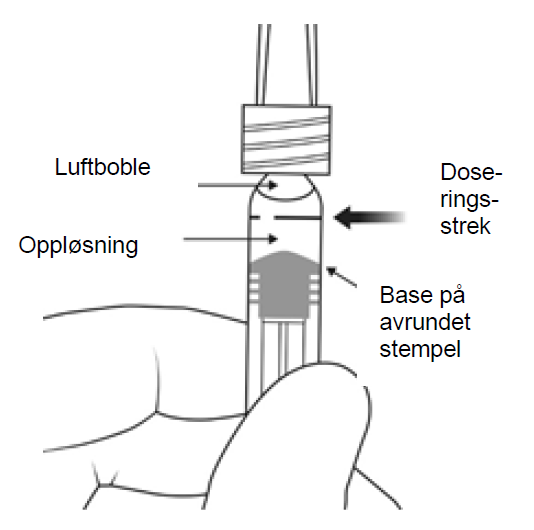 Luftboble
Dose-
rings-
strek
Oppløsning
Base på
avrundet
stempel